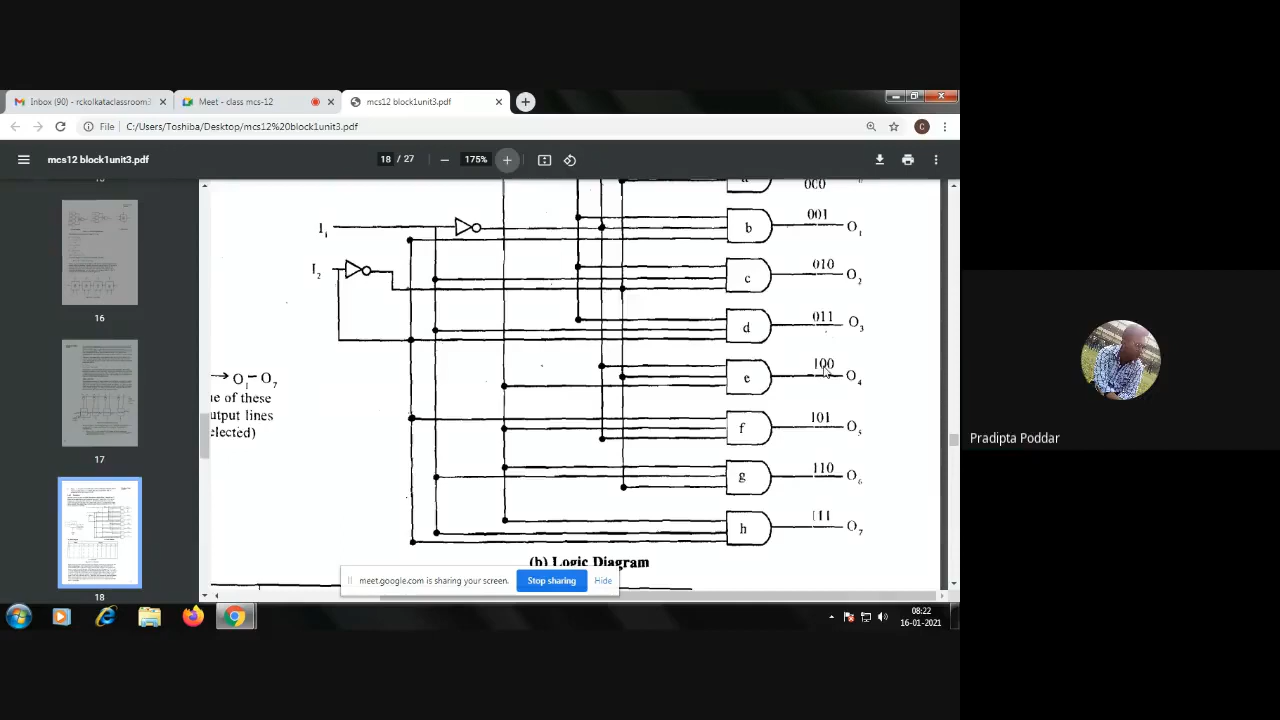 Inbox (90) - rckolkataclassroom
Meet - class mcs-12
mcs12 block1unit3.pdf
File
C:/Users/Toshiba/Desktop/mcs12%20block1unit3.pdf
C
mcs12 block1unit3.pdf
18 / 27
175%
000
I1
001
b
O1
I2
010
c
O2
011
d
O3
100
e
O4
101
f
O5
110
g
O6
111
h
O7
→ O1 – O7
ne of these
utput lines
elected)
(b) Logic Diagram
16
17
18
meet.google.com is sharing your screen.
Stop sharing
Hide
08:22
16-01-2021
Pradipta Poddar